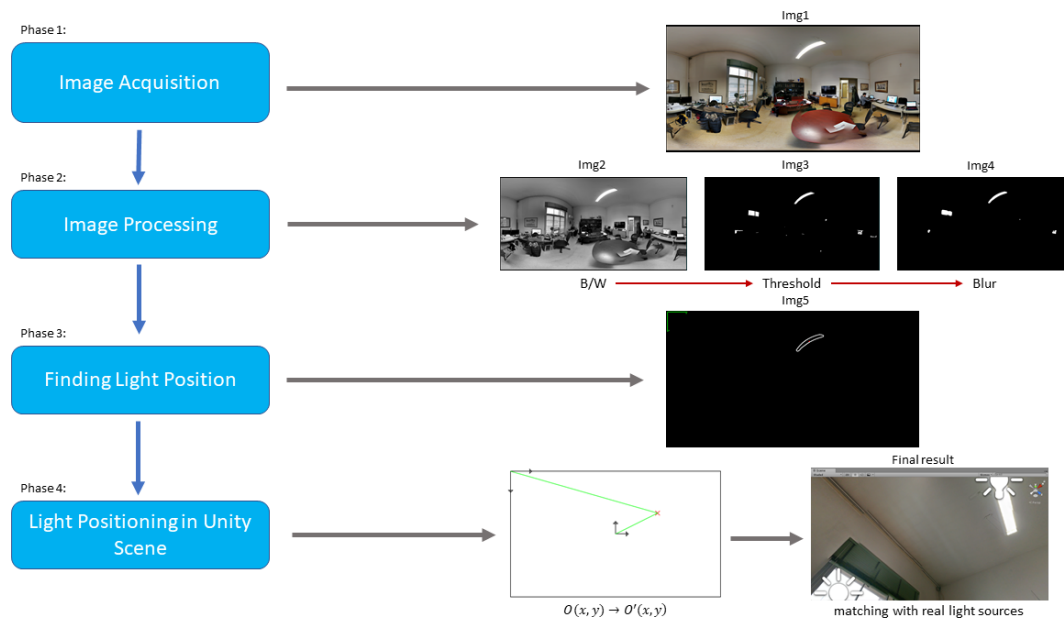 Phase 1:
Image Acquisition
Img1
Phase 2:
Image Processing
Img2
Img3
Img4
B/W
Threshold
Blur
Phase 3:
Finding Light Position
Img5
Phase 4:
Light Positioning in Unity
Scene
O(x, y) → O'(x, y)
Final result
matching with real light sources